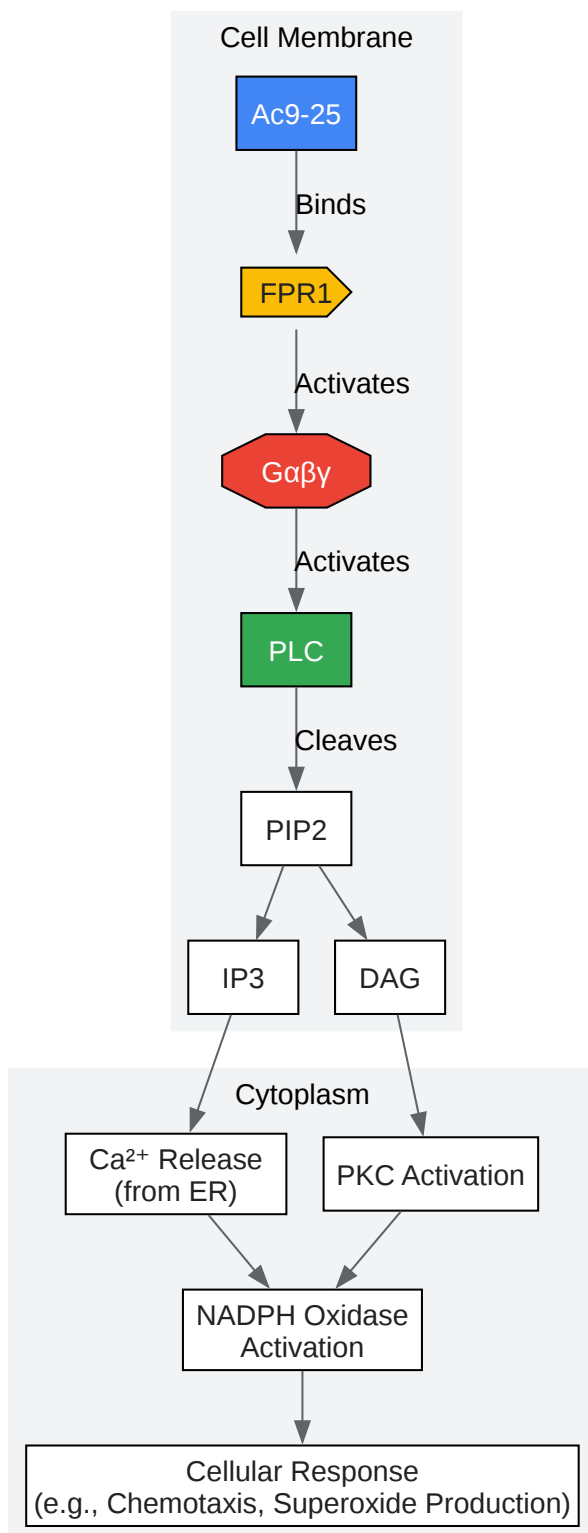 Cell Membrane
Ac9-25
Binds
FPR1
Activates
Gαβγ
Activates
PLC
Cleaves
PIP2
IP3
DAG
Cytoplasm
Ca²⁺ Release
(from ER)
PKC Activation
NADPH Oxidase
Activation
Cellular Response
(e.g., Chemotaxis, Superoxide Production)